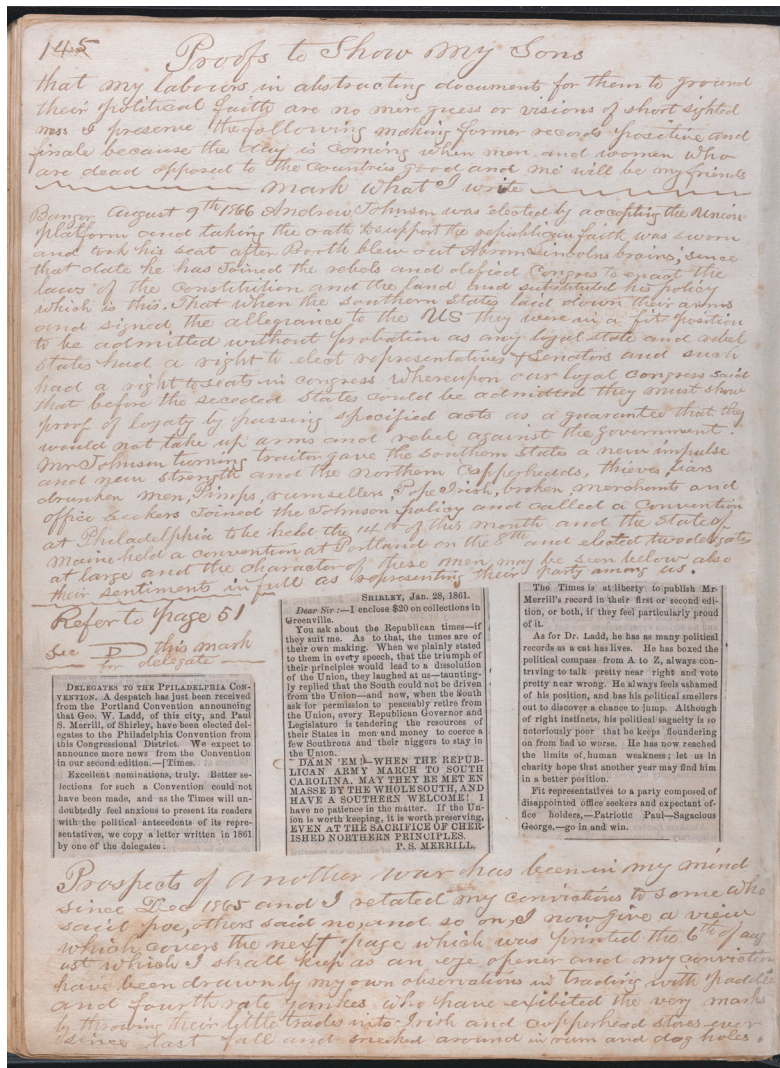 145
Proofs to Show My Sons
that my labours in abstracting documents for them to ground
their political faith are no mere guess or visions of short sighted
I preserve the following making former records positive and
finale because the day is coming when men and women who
are dead opposed to the countries good and me will be my friends
mark what I write
Bangor August 9th 1866 Andrew Johnson was elected by accepting the Union
platform and taking the oath to support the republican faith was sworn
and took his seat after Booth blew out Abram Lincolns brains, since
that date he has Joined the rebels and defied Congres to enact the
laws of the Constitution and the land and substituted his policy
which is this, That when the southern States laid down their arms
and signed the allegiance to the US they were in a fit position
to be admitted without probation as any loyal state and rebel
States had a right to elect representatives & Senators and such
had a right to seats in congress Whereupon our loyal Congress said
that before the seceded States could be admitted they must show
proof of loyaty by passing specified acts as a guarantee that they
would not take up arms and rebel against the government.
Mr Johnson turning traitor gave the Southern States a new impulse
and new strength and the northern Copperhedds, thieves, liars
drunken men, Pimps, rumsellers, Pope Irish, broken merchants and
office seekers Joined the Johnson policy and called a Convention
at Philadelphia to be held the 14th of this month and the State of
Maine held a convention at Portland on the 8th and elected two delegates
at large and the character of these men may be seen below also
their sentiments in full as representing their Party among us.
Refer to page 51
See D this mark
for delegate
DELEGATES TO THE PHILADELPHIA CON-
VENTION. A despatch has just been received
from the Portland Convention announcing
that Geo. W. Ladd, of this city, and Paul
S. Merrill, of Shirley, have been elected del-
egates to the Philadelphia Convention from
this Congressional District. We expect to
announce more news from the Convention
in our second edition.—[Times.
Excellent nominations, truly. Better se-
lections for such a Convention could not
have been made, and as the Times will un-
doubtedly feel anxious to present its readers
with the political antecedents of its repre-
sentatives, we copy a letter written in 1861
by one of the delegates:
SHIRLEY, Jan. 28, 1861.
Dear Sir:—I enclose $20 on collections in
Greenville.
You ask about the Republican times—if
they suit me. As to that, the times are of
their own making. When we plainly stated
to them in every speech, that the triumph of
their principles would lead to a dissolution
of the Union, they laughed at us—taunting-
ly replied that the South could not be driven
from the Union—and now, when the South
ask for permission to peaceably retire from
the Union, every Republican Governor and
Legislature is tendering the resources of
their States in men and money to coerce a
few Southrons and their niggers to stay in
the Union.
DAMN 'EM!—WHEN THE REPUB-
LICAN ARMY MARCH TO SOUTH
CAROLINA, MAY THEY BE MET EN
MASSE BY THE WHOLE SOUTH, AND
HAVE A SOUTHERN WELCOME! I
have no patience in the matter. If the Un-
ion is worth keeping, it is worth preserving,
EVEN AT THE SACRIFICE OF CHER-
ISHED NORTHERN PRINCIPLES.
P. S. MERRILL.
The Times is at liberty to publish Mr.
Merrill's record in their first or second edi-
tion, or both, if they feel particularly proud
of it.
As for Dr. Ladd, he has as many political
records as a cat has lives. He has boxed the
political compass from A to Z, always con-
triving to talk pretty near right and vote
pretty near wrong. He always feels ashamed
of his position, and has his political smellers
out to discover a chance to jump. Although
of right instincts, his political sagacity is so
notoriously poor that he keeps floundering
on from bad to worse. He has now reached
the limits of human weakness; let us in
charity hope that another year may find him
in a better position.
Fit representatives to a party composed of
disappointed office seekers and expectant of-
fice holders,—Patriotic Paul—Sagacious
George,—go in and win.
Prospects of another war has been in my mind
since Dec 1865 and I related my convictions to some who
said poe, others said no, and so on, I now give a view
which covers the next page which was printed the 6th of aug
ust which I shall keep as an eye opener and my conviction
have been drawn by my own observations in trading with
and fourth rate yankes who have exibited the very marks
by throwing their little trades into Irish and copperhead stores ever
since last fall and sneeked around in rum and dog holes.